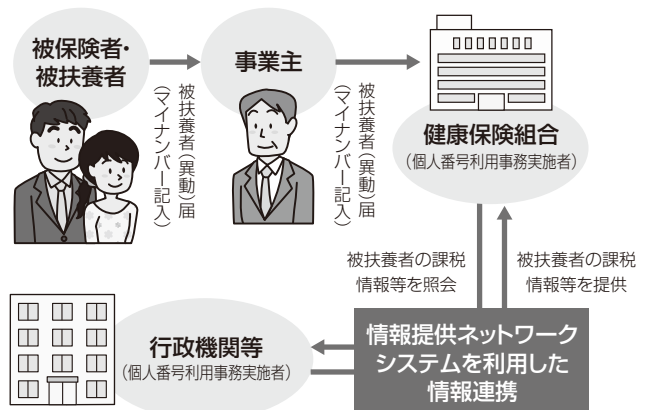 被保険者・
被扶養者
被扶養者(異動)届
(マイナンバー記入)
事業主
被扶養者(異動)届
(マイナンバー記入)
健康保険組合
(個人番号利用事務実施者)
被扶養者の課税
情報等を照会
被扶養者の課税
情報等を提供
情報提供ネットワーク
システムを利用した
情報連携
行政機関等
(個人番号利用事務実施者)